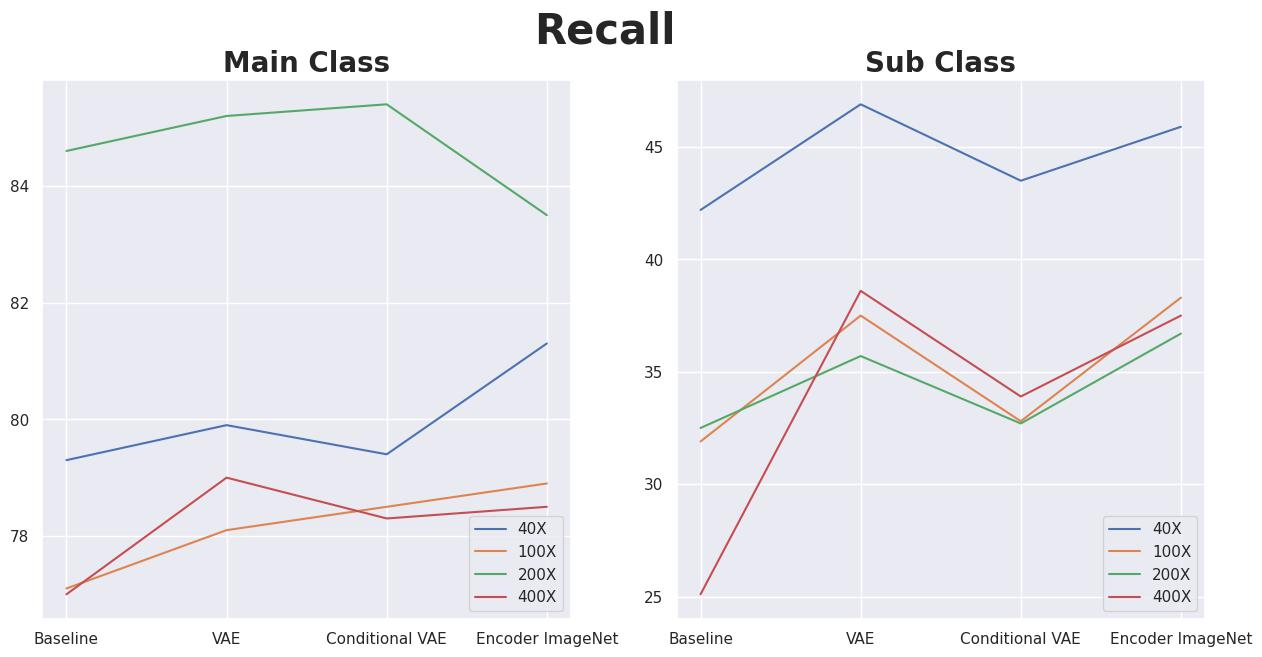 Recall
Main Class
84
82
80
78
Baseline
VAE
Conditional VAE
Encoder ImageNet
40X
100X
200X
400X
Sub Class
45
40
35
30
25
Baseline
VAE
Conditional VAE
Encoder ImageNet
40X
100X
200X
400X